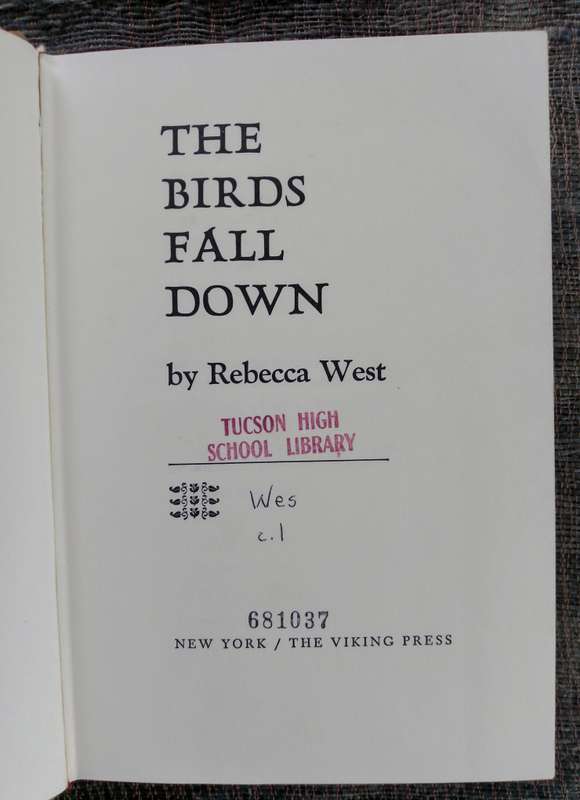 THE
BIRDS
FALL
DOWN
by Rebecca West
TUCSON HIGH
SCHOOL LIBRARY
Wes
c.1
681037
NEW YORK / THE VIKING PRESS